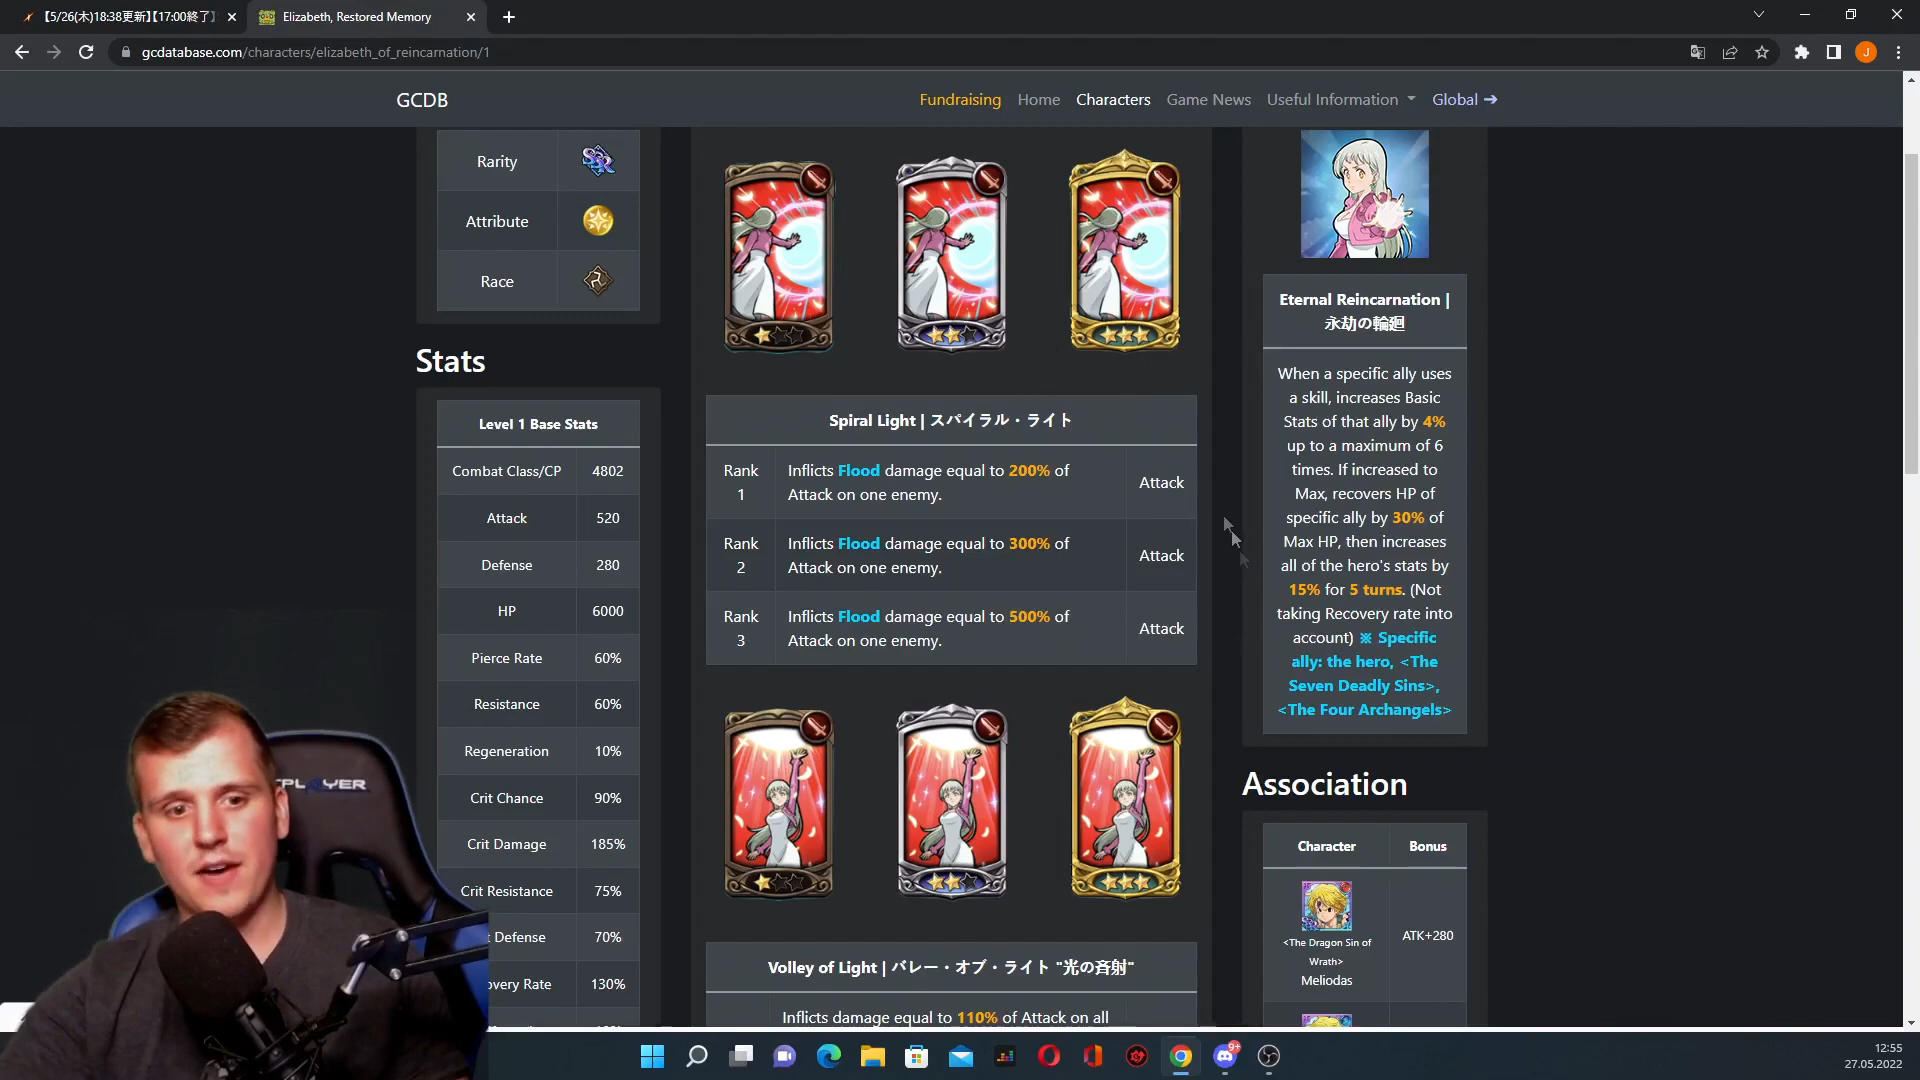 【5/26(木)18:38更新】【17:00終了】
Elizabeth, Restored Memory
gcdatabase.com/characters/elizabeth_of_reincarnation/1
J
GCDB
Fundraising
Home
Characters
Game News
Useful Information
Global ➔
Rarity
SSR
Attribute
Race
Stats
Level 1 Base Stats
Combat Class/CP 4802
Attack 520
Defense 280
HP 6000
Pierce Rate 60%
Resistance 60%
Regeneration 10%
Crit Chance 90%
Crit Damage 185%
Crit Resistance 75%
Defense 70%
overy Rate 130%
PLAYER
Spiral Light | スパイラル・ライト
Rank
1
Inflicts Flood damage equal to 200% of
Attack on one enemy.
Attack
Rank
2
Inflicts Flood damage equal to 300% of
Attack on one enemy.
Attack
Rank
3
Inflicts Flood damage equal to 500% of
Attack on one enemy.
Attack
Volley of Light | バレー・オブ・ライト "光の斉射"
Inflicts damage equal to 110% of Attack on all
Eternal Reincarnation |
永劫の輪廻
When a specific ally uses
a skill, increases Basic
Stats of that ally by 4%
up to a maximum of 6
times. If increased to
Max, recovers HP of
specific ally by 30% of
Max HP, then increases
all of the hero's stats by
15% for 5 turns. (Not
taking Recovery rate into
account) ※ Specific
ally: the hero, <The
Seven Deadly Sins>,
<The Four Archangels>
Association
Character Bonus
<The Dragon Sin of
Wrath>
Meliodas
ATK+280
9+
12:55
27.05.2022